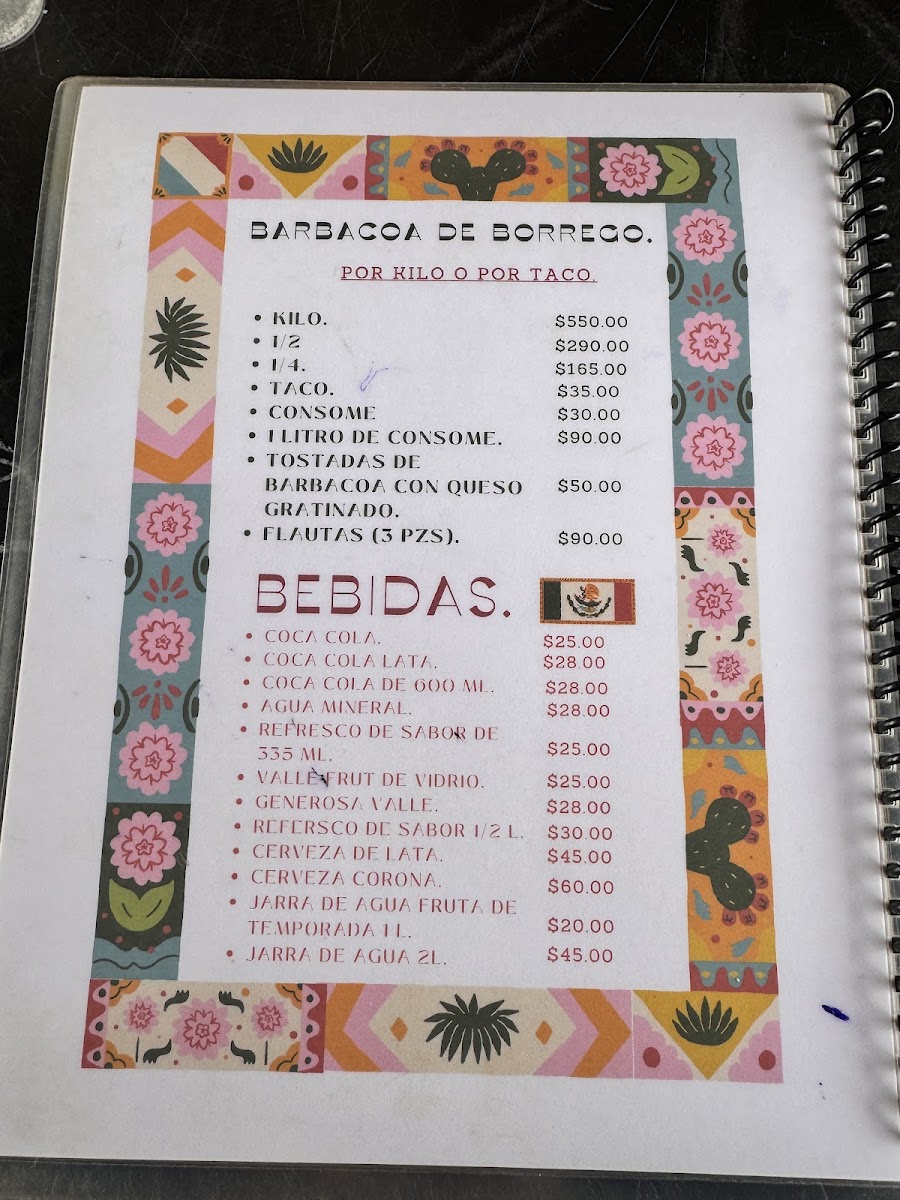 BARBACOA DE BORREGO.
POR KILO O POR TACO.
• KILO. $550.00
• 1/2 $290.00
• 1/4. $165.00
• TACO. $35.00
• CONSOME $30.00
• 1 LITRO DE CONSOME. $90.00
• TOSTADAS DE
BARBACOA CON QUESO $50.00
GRATINADO.
• FLAUTAS (3 PZS). $90.00
BEBIDAS.
• COCA COLA. $25.00
• COCA COLA LATA. $28.00
• COCA COLA DE 600 ML. $28.00
• AGUA MINERAL. $28.00
• REFRESCO DE SABOR DE
335 ML. $25.00
• VALLE FRUT DE VIDRIO. $25.00
• GENEROSA VALLE. $28.00
• REFERSCO DE SABOR 1/2 L. $30.00
• CERVEZA DE LATA. $45.00
• CERVEZA CORONA. $60.00
• JARRA DE AGUA FRUTA DE
TEMPORADA 1 L. $20.00
• JARRA DE AGUA 2L. $45.00